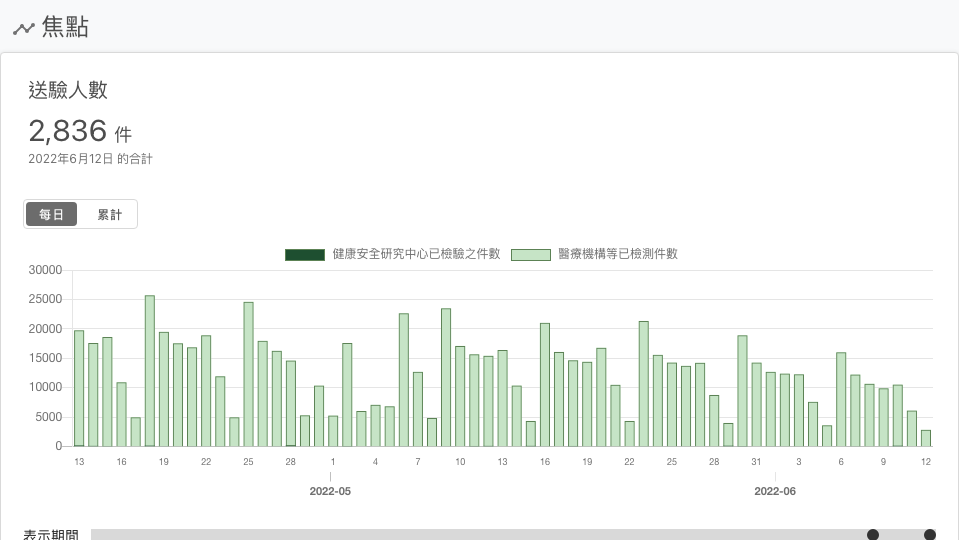 焦點
送驗人數
2,836 件
2022年6月12日 的合計
每日 累計
健康安全研究中心已檢驗之件數 醫療機構等已檢測件數
30000
25000
20000
15000
10000
5000
0
13 16 19 22 25 28 1 4 7 10 13 16 19 22 25 28 31 3 6 9 12
2022-05 2022-06
表示期間